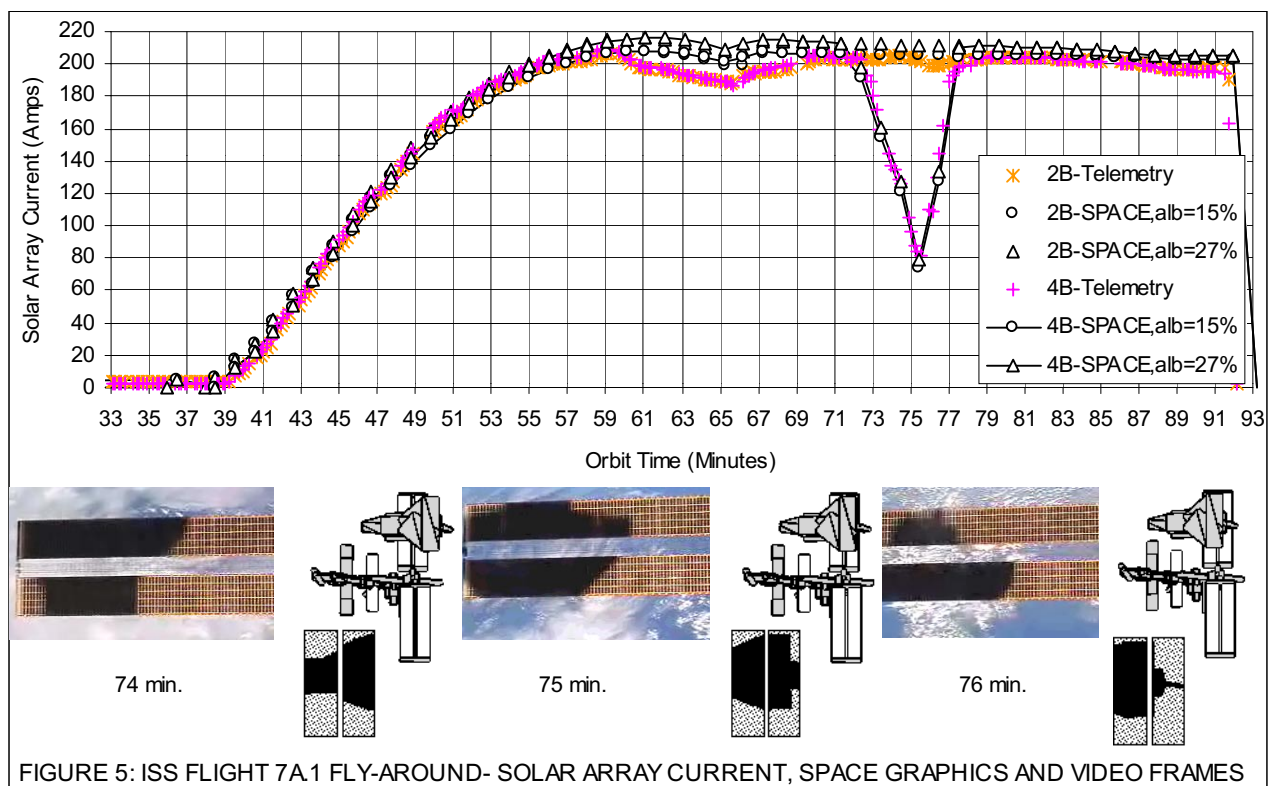 220
200
180
160
140
120
100
80
60
40
20
0
Solar Array Current (Amps)
2B-Telemetry
2B-SPACE,alb=15%
2B-SPACE,alb=27%
4B-Telemetry
4B-SPACE,alb=15%
4B-SPACE,alb=27%
33 35 37 39 41 43 45 47 49 51 53 55 57 59 61 63 65 67 69 71 73 75 77 79 81 83 85 87 89 91 93
Orbit Time (Minutes)
74 min.
75 min.
76 min.
FIGURE 5: ISS FLIGHT 7A.1 FLY-AROUND- SOLAR ARRAY CURRENT, SPACE GRAPHICS AND VIDEO FRAMES